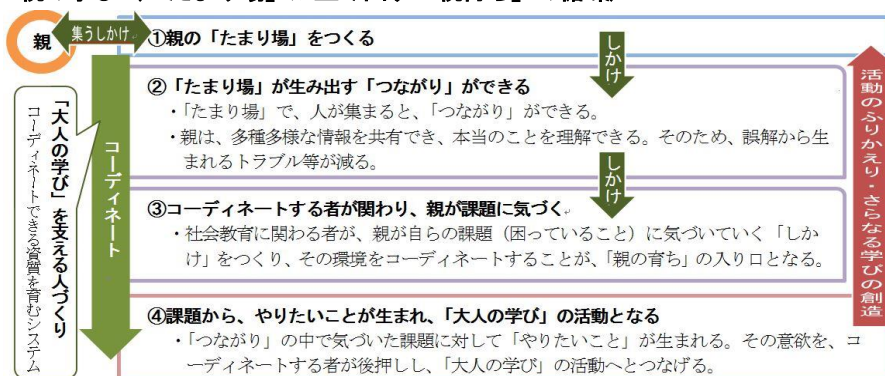 親
集うしかけ
①親の「たまり場」をつくる
しかけ
②「たまり場」が生み出す「つながり」ができる
・「たまり場」で、人が集まると、「つながり」ができる。
・親は、多種多様な情報を共有でき、本当のことを理解できる。そのため、誤解から生
まれるトラブル等が減る。
しかけ
③コーディネートする者が関わり、親が課題に気づく
・社会教育に関わる者が、親が自らの課題（困っていること）に気づいていく「しか
け」をつくり、その環境をコーディネートすることが、「親の育ち」の入り口となる。
④課題から、やりたいことが生まれ、「大人の学び」の活動となる
・「つながり」の中で気づいた課題に対して「やりたいこと」が生まれる。その意欲を、コ
ーディネートする者が後押しし、「大人の学び」の活動へとつなげる。
コーディネート
「大人の学び」を支える人づくり
コーディネートできる資質を育むシステム
活動のふりかえり・さらなる学びの創造